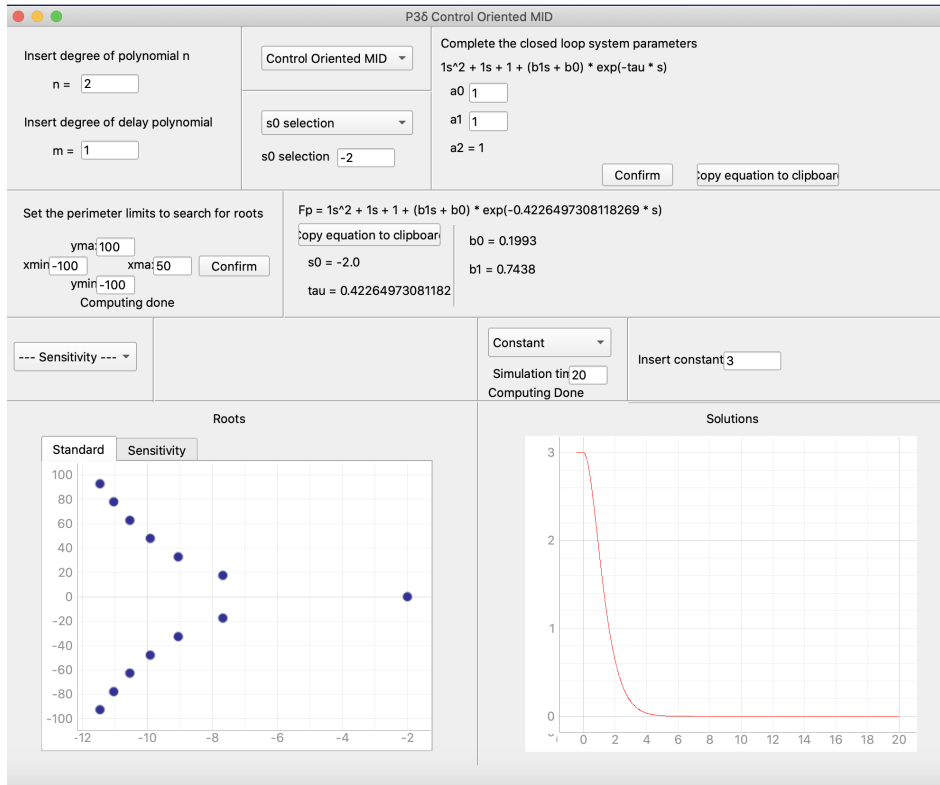 P3δ Control Oriented MID
Insert degree of polynomial n
n = 2
Insert degree of delay polynomial
m = 1
Control Oriented MID
s0 selection
s0 selection -2
Complete the closed loop system parameters
1s^2 + 1s + 1 + (b1s + b0) * exp(-tau * s)
a0 1
a1 1
a2 = 1
Confirm
Copy equation to clipboar
Set the perimeter limits to search for roots
yma: 100
xmin -100 xma: 50 Confirm
ymin -100
Computing done
Fp = 1s^2 + 1s + 1 + (b1s + b0) * exp(-0.4226497308118269 * s)
Copy equation to clipboar
s0 = -2.0
tau = 0.42264973081182
b0 = 0.1993
b1 = 0.7438
--- Sensitivity ---
Constant
Simulation tin 20
Computing Done
Insert constant 3
Roots
Standard Sensitivity
100
80
60
40
20
0
-20
-40
-60
-80
-100
-12 -10 -8 -6 -4 -2
Solutions
3
2
1
0
0 2 4 6 8 10 12 14 16 18 20